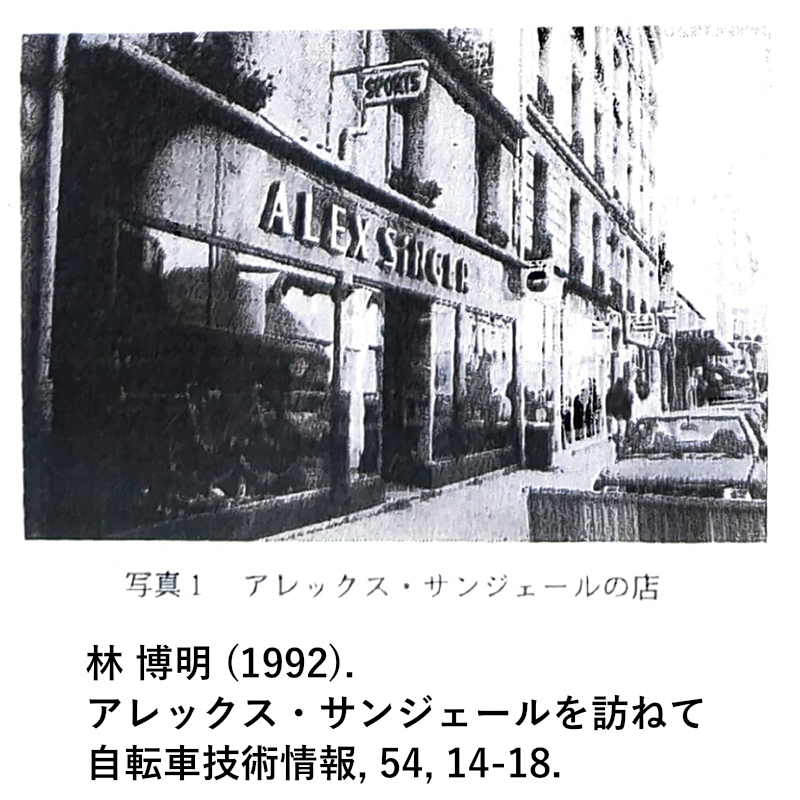 SPORTS
ALEX SINGER
写真1 アレックス・サンジェールの店
林 博明 (1992).
アレックス・サンジェールを訪ねて
自転車技術情報, 54, 14-18.